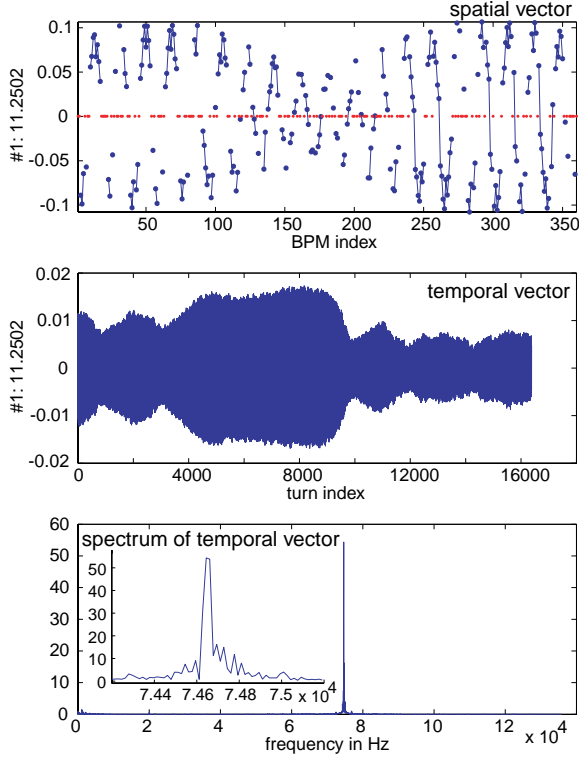 spatial vector
0.1
0.05
0
-0.05
-0.1
#1: 11.2502
50 100 150 200 250 300 350
BPM index
temporal vector
0.02
0.01
0
-0.01
-0.02
#1: 11.2502
0 4000 8000 12000 16000
turn index
spectrum of temporal vector
60
50
40
30
20
10
0
50
40
30
20
10
0
7.44 7.46 7.48 7.5 x 10^4
0 2 4 6 8 10 12
x 10^4
frequency in Hz